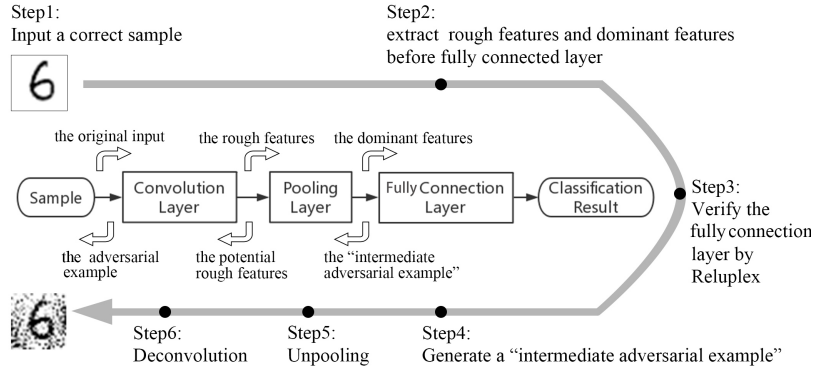 Step1:
Input a correct sample
Step2:
extract rough features and dominant features
before fully connected layer
6
the original input
the rough features
the dominant features
Sample
Convolution
Layer
Pooling
Layer
Fully Connection
Layer
Classification
Result
Step3:
Verify the
fully connection
layer by
Reluplex
the adversarial
example
the potential
rough features
the “intermediate
adversarial example”
6
Step6:
Deconvolution
Step5:
Unpooling
Step4:
Generate a “intermediate adversarial example”